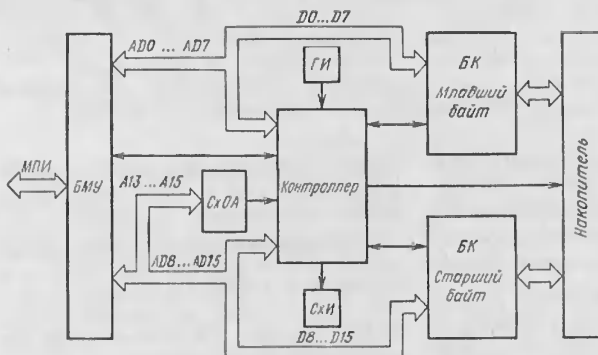 D0...D7
AD0 ... AD7
ГИ
БК
Младший
байт
МПИ
БМУ
A13...A15
СхОА
Контроллер
Накопитель
AD8...AD15
БК
Старший
байт
СхИ
D8...D15